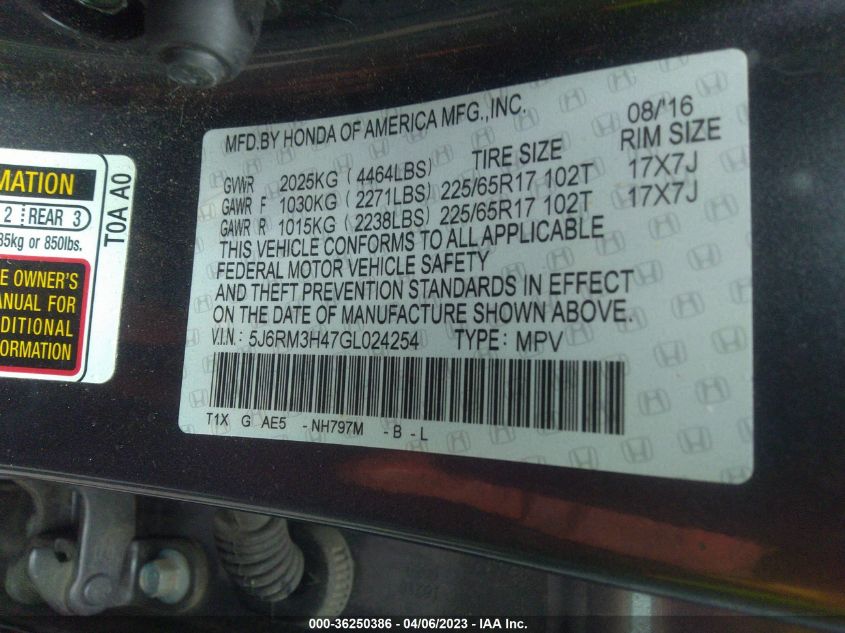 MATION
2 REAR 3
85kg or 850lbs.
E OWNER'S
ANUAL FOR
DITIONAL
FORMATION
T0A A0
MFD.BY HONDA OF AMERICA MFG.,INC. 08/'16
TIRE SIZE RIM SIZE
GVWR 2025KG (4464LBS)
GAWR F 1030KG (2271LBS) 225/65R17 102T 17X7J
GAWR R 1015KG (2238LBS) 225/65R17 102T 17X7J
THIS VEHICLE CONFORMS TO ALL APPLICABLE
FEDERAL MOTOR VEHICLE SAFETY
AND THEFT PREVENTION STANDARDS IN EFFECT
ON THE DATE OF MANUFACTURE SHOWN ABOVE.
V.I.N: 5J6RM3H47GL024254 TYPE: MPV
T1X G AE5 -NH797M -B -L
000-36250386 - 04/06/2023 - IAA Inc.